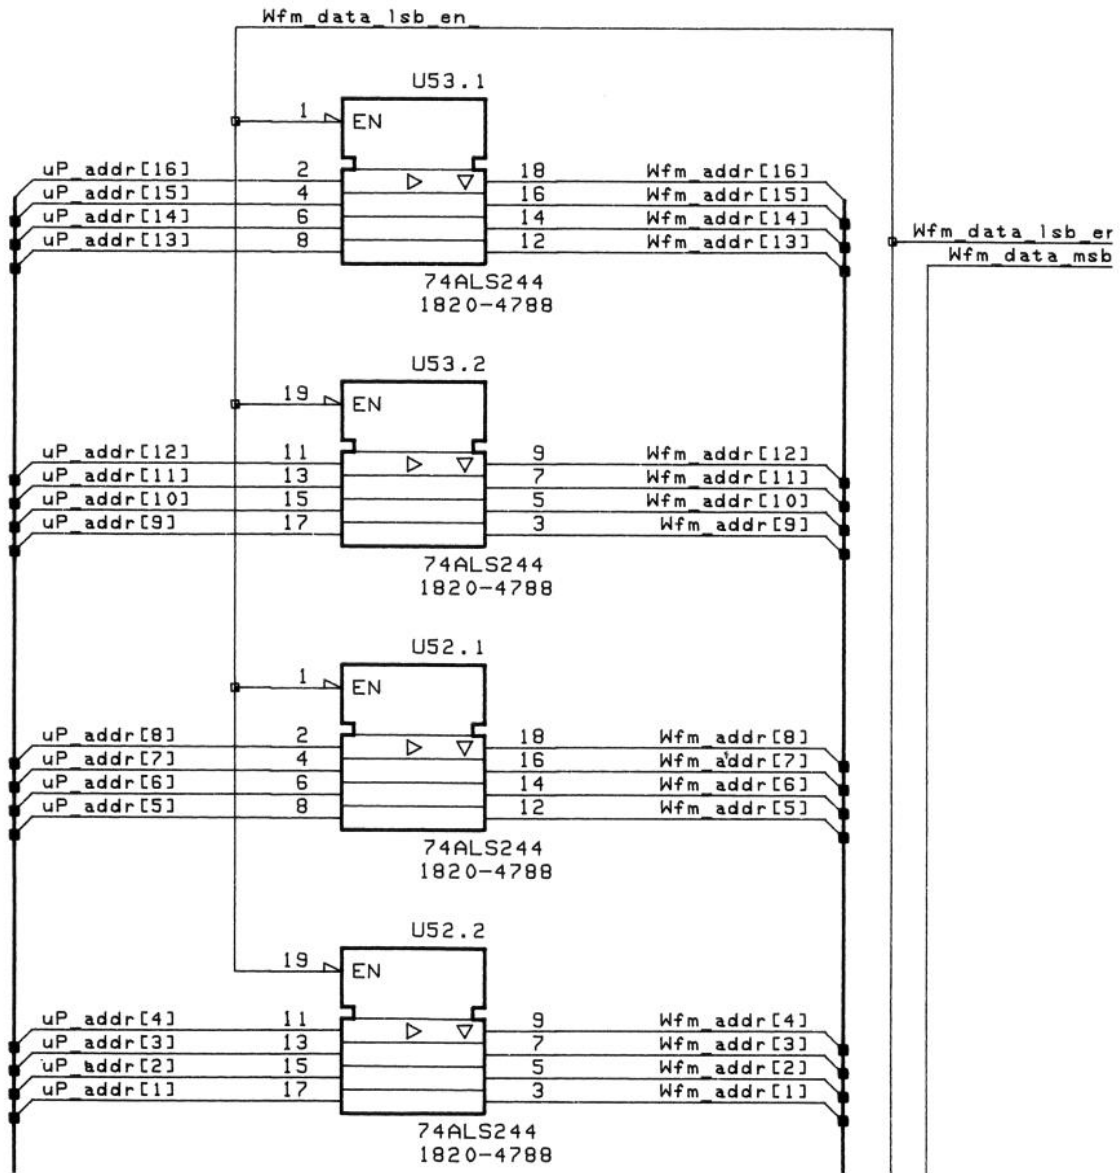 Wfm_data_lsb_en_
U53.1
1 EN
uP_addr[16] 2 18 Wfm_addr[16]
uP_addr[15] 4 16 Wfm_addr[15]
uP_addr[14] 6 14 Wfm_addr[14]
uP_addr[13] 8 12 Wfm_addr[13]
Wfm_data_lsb_en
Wfm_data_msb
74ALS244
1820-4788
U53.2
19 EN
uP_addr[12] 11 9 Wfm_addr[12]
uP_addr[11] 13 7 Wfm_addr[11]
uP_addr[10] 15 5 Wfm_addr[10]
uP_addr[9] 17 3 Wfm_addr[9]
74ALS244
1820-4788
U52.1
1 EN
uP_addr[8] 2 18 Wfm_addr[8]
uP_addr[7] 4 16 Wfm_addr[7]
uP_addr[6] 6 14 Wfm_addr[6]
uP_addr[5] 8 12 Wfm_addr[5]
74ALS244
1820-4788
U52.2
19 EN
uP_addr[4] 11 9 Wfm_addr[4]
uP_addr[3] 13 7 Wfm_addr[3]
uP_addr[2] 15 5 Wfm_addr[2]
uP_addr[1] 17 3 Wfm_addr[1]
74ALS244
1820-4788